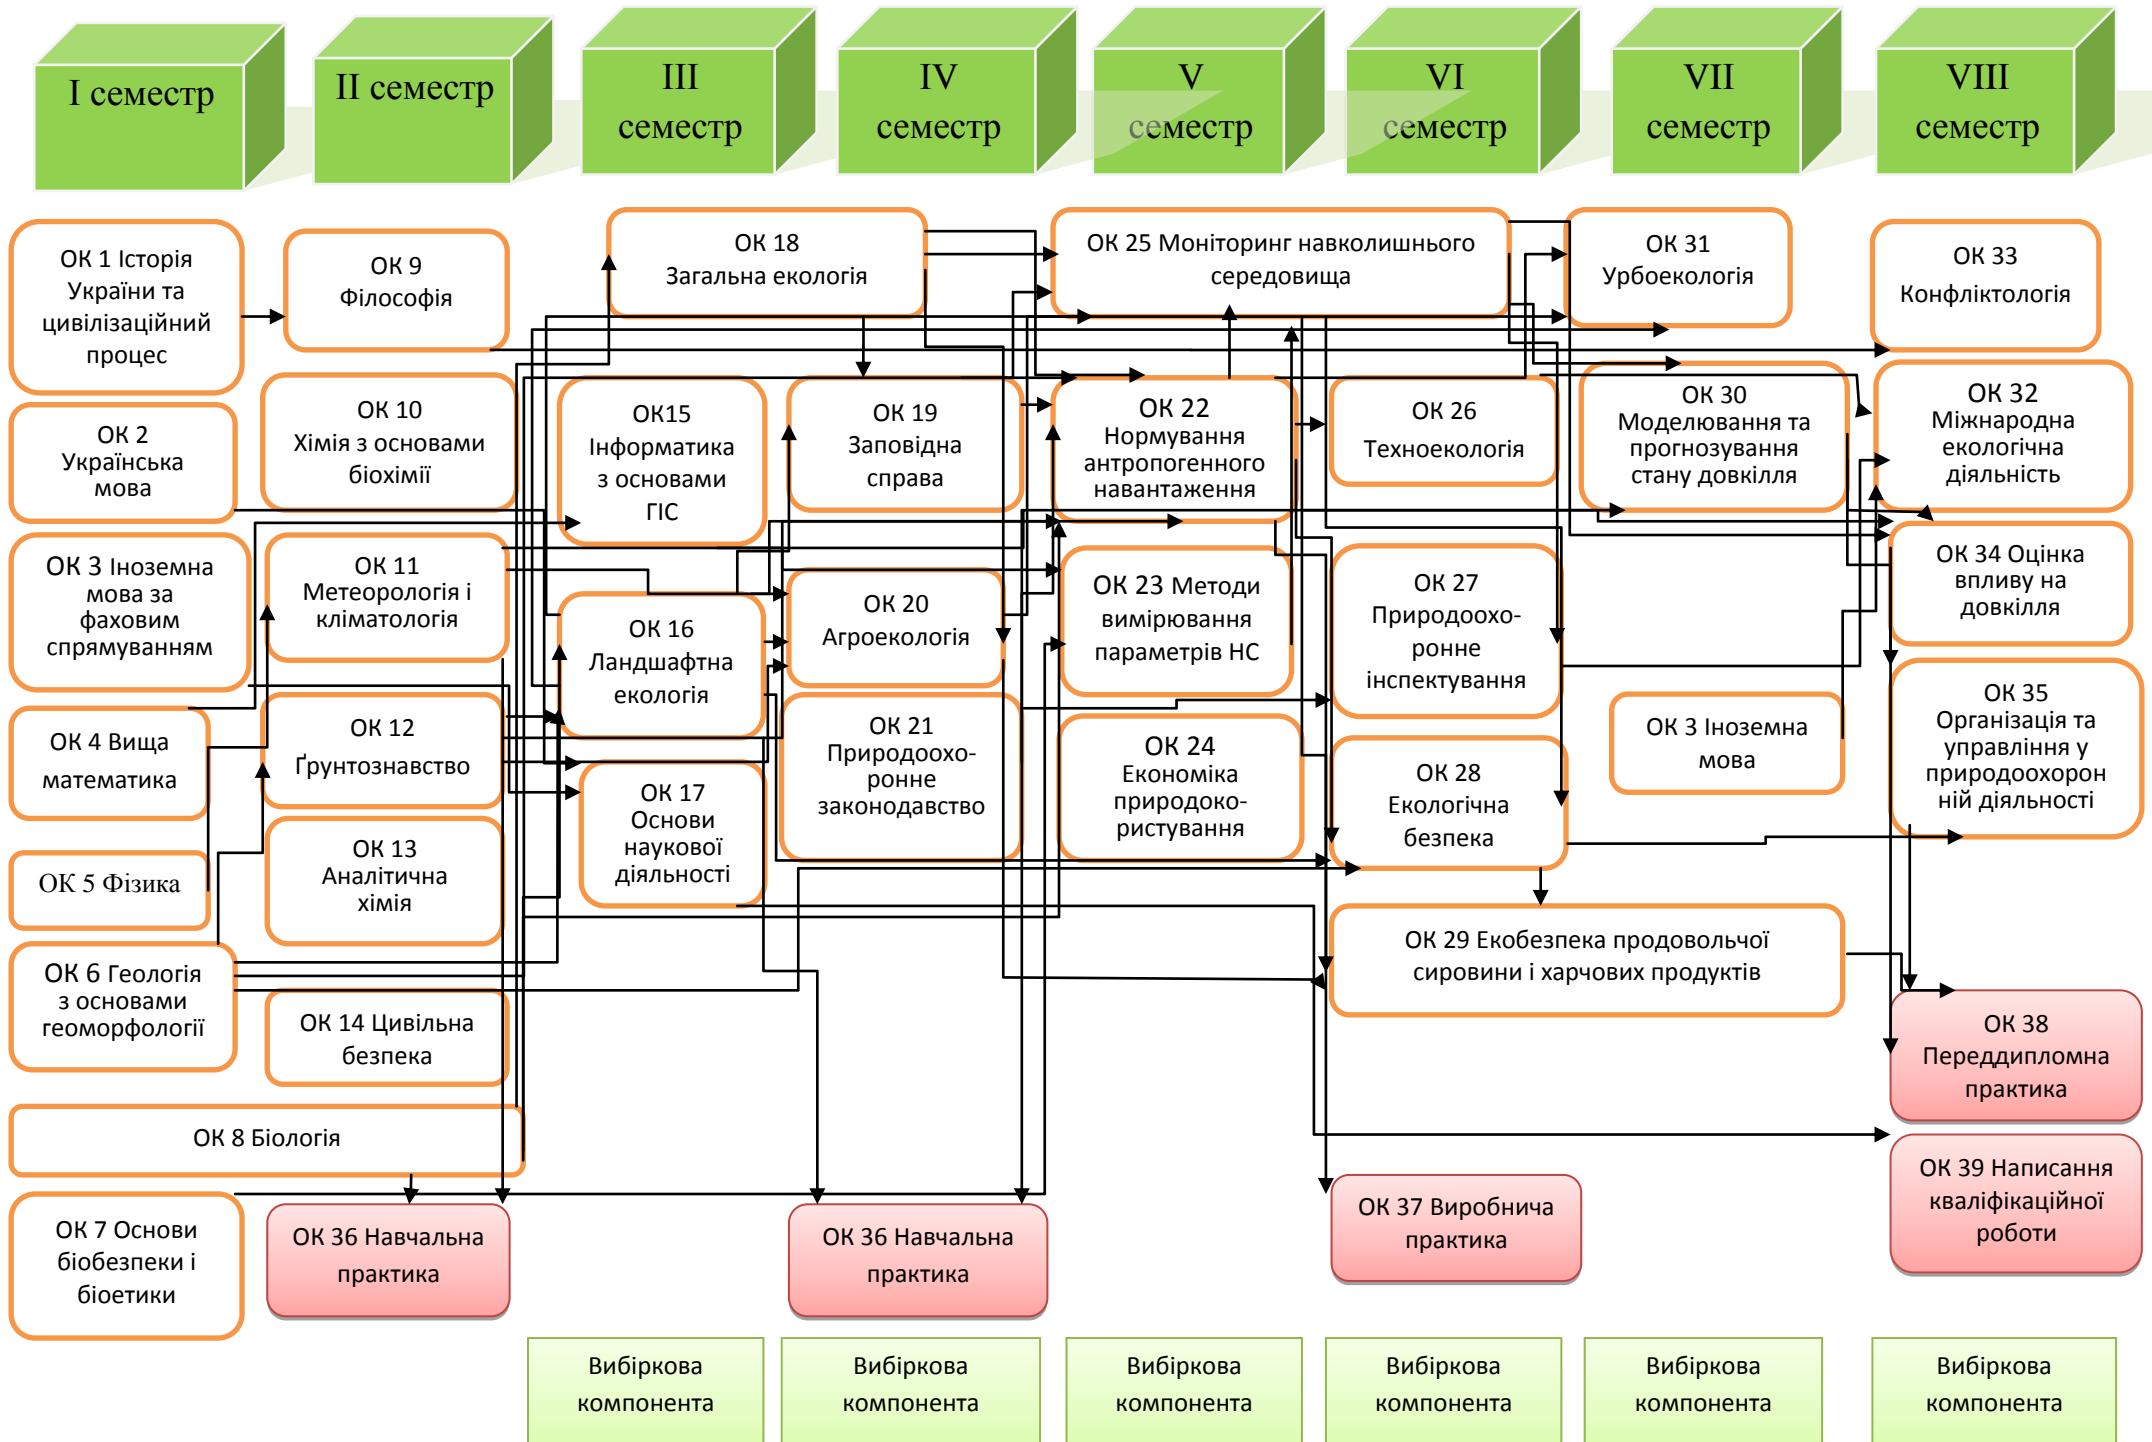 І семестр
ІІ семестр
ІІІ
семестр
IV
семестр
V
семестр
VI
семестр
VII
семестр
VIII
семестр
ОК 1 Історія
України та
цивілізаційний
процес
ОК 2
Українська
мова
ОК 3 Іноземна
мова за
фаховим
спрямуванням
ОК 4 Вища
математика
ОК 5 Фізика
ОК 6 Геологія
з основами
геоморфології
ОК 8 Біологія
ОК 7 Основи
біобезпеки і
біоетики
ОК 9
Філософія
ОК 10
Хімія з основами
біохімії
ОК 11
Метеорологія і
кліматологія
ОК 12
Ґрунтознавство
ОК 13
Аналітична
хімія
ОК 14 Цивільна
безпека
ОК 36 Навчальна
практика
ОК 18
Загальна екологія
ОК15
Інформатика
з основами
ГІС
ОК 16
Ландшафтна
екологія
ОК 17
Основи
наукової
діяльності
ОК 19
Заповідна
справа
ОК 20
Агроекологія
ОК 21
Природоохо-
ронне
законодавство
ОК 36 Навчальна
практика
ОК 25 Моніторинг навколишнього
середовища
ОК 22
Нормування
антропогенного
навантаження
ОК 23 Методи
вимірювання
параметрів НС
ОК 24
Економіка
природоко-
ристування
ОК 26
Техноекологія
ОК 27
Природоохо-
ронне
інспектування
ОК 28
Екологічна
безпека
ОК 29 Екобезпека продовольчої
сировини і харчових продуктів
ОК 37 Виробнича
практика
ОК 31
Урбоекологія
ОК 30
Моделювання та
прогнозування
стану довкілля
ОК 3 Іноземна
мова
ОК 33
Конфліктологія
ОК 32
Міжнародна
екологічна
діяльність
ОК 34 Оцінка
впливу на
довкілля
ОК 35
Організація та
управління у
природоохорон
ній діяльності
ОК 38
Переддипломна
практика
ОК 39 Написання
кваліфікаційної
роботи
Вибіркова
компонента
Вибіркова
компонента
Вибіркова
компонента
Вибіркова
компонента
Вибіркова
компонента
Вибіркова
компонента